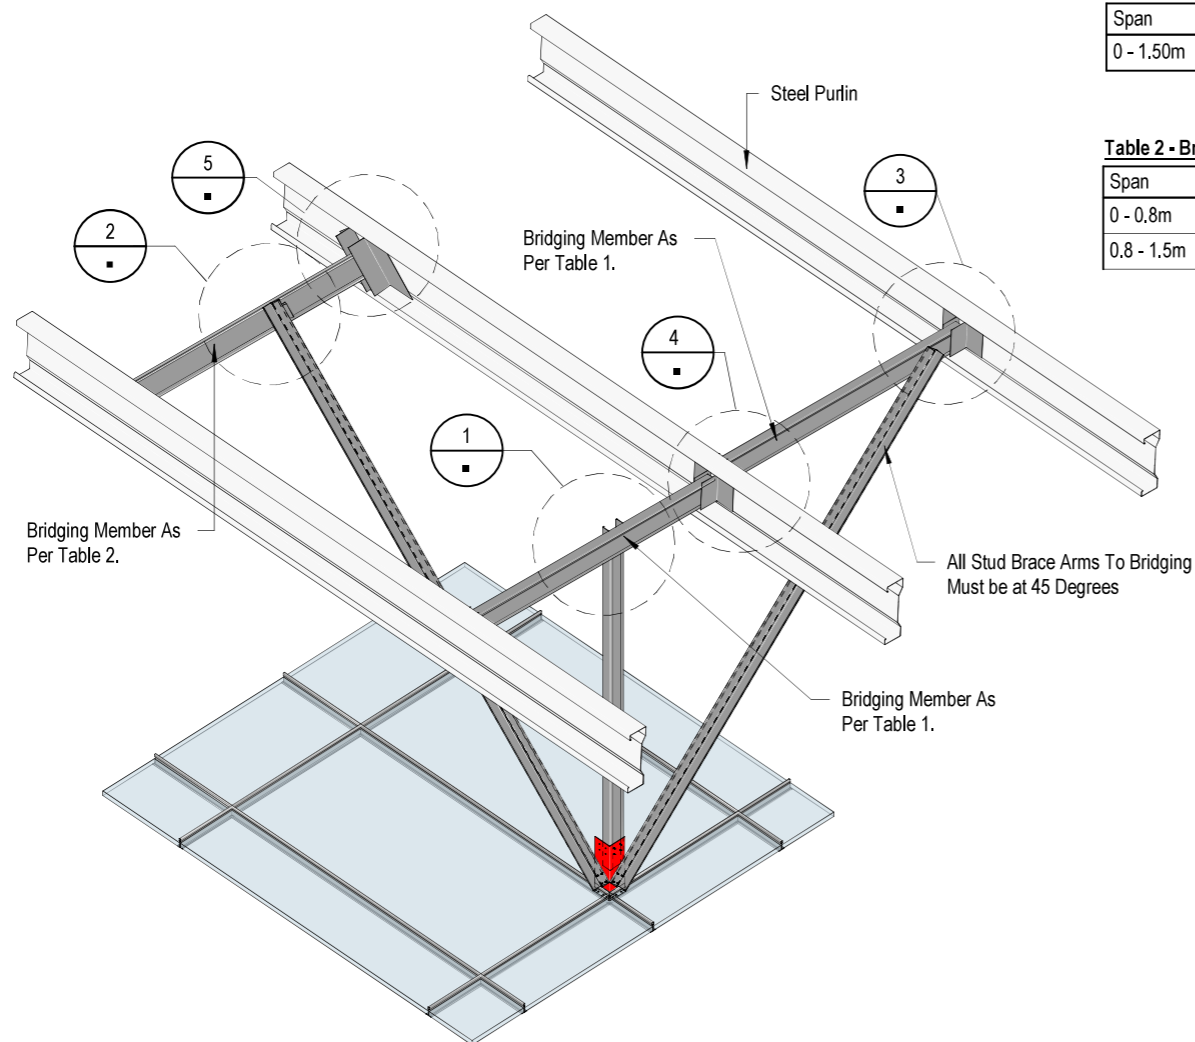 Span
0 - 1.50m
Steel Purlin
Table 2 - Br
Span
0 - 0.8m
0.8 - 1.5m
5
3
2
Bridging Member As
Per Table 1.
4
1
Bridging Member As
Per Table 2.
All Stud Brace Arms To Bridging
Must be at 45 Degrees
Bridging Member As
Per Table 1.